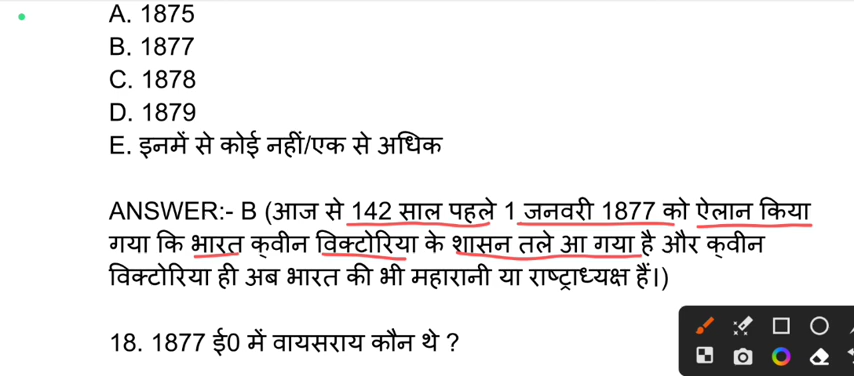 A. 1875
B. 1877
C. 1878
D. 1879
E. इनमें से कोई नहीं/एक से अधिक
ANSWER:- B (आज से 142 साल पहले 1 जनवरी 1877 को ऐलान किया
गया कि भारत क्वीन विक्टोरिया के शासन तले आ गया है और क्वीन
विक्टोरिया ही अब भारत की भी महारानी या राष्ट्राध्यक्ष हैं।)
18. 1877 ई0 में वायसराय कौन थे ?